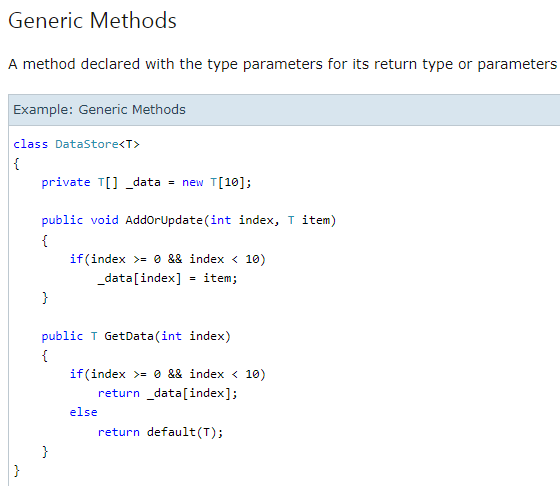 Generic Methods
A method declared with the type parameters for its return type or parameters
Example: Generic Methods
class DataStore<T>
{
    private T[] _data = new T[10];

    public void AddOrUpdate(int index, T item)
    {
        if(index >= 0 && index < 10)
            _data[index] = item;
    }

    public T GetData(int index)
    {
        if(index >= 0 && index < 10)
            return _data[index];
        else
            return default(T);
    }
}